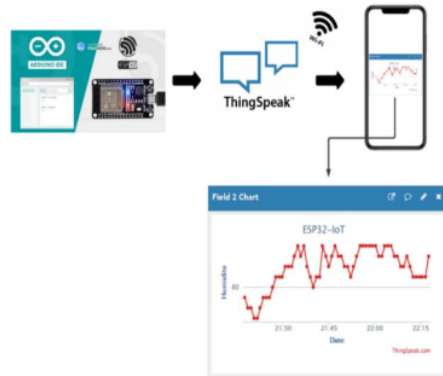 ARDUINO IDE
ESP32
Wi-Fi
ThingSpeak™
Field 2 Chart
ESP32-IoT
Humidite
80
21:30 21:45 22:00 22:15
Date
ThingSpeak.com